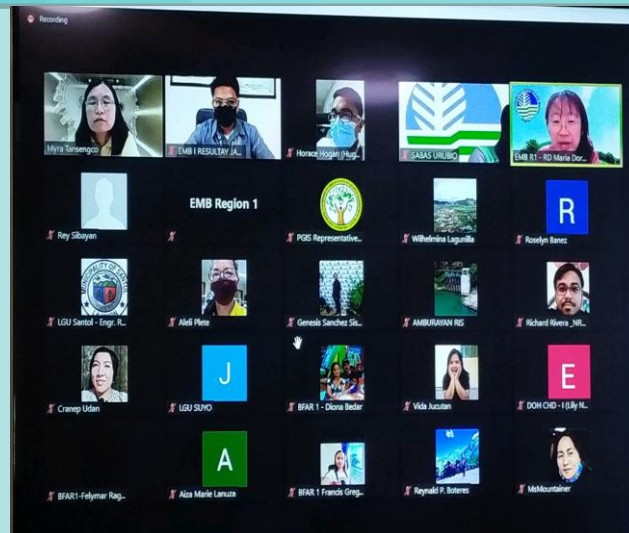 Recording
Myra Tansengco
EMB I RESULTAY JA...
Horace Hogan (Hug...
SABAS URUBIO
EMB R1 - RD Maria Dor...
Rey Sibayan
EMB Region 1
PGIS Representative...
Wilhelmina Lagunilla
R
Roselyn Ibanez
LGU Santol - Engr. R...
Aleli Plete
Genesis Sanchez Sis...
AMBURAYAN RIS
Richard Rivera _NR...
Cranep Udan
J
LGU SUYO
BFAR 1 - Diona Bedar
Vida Jucutan
E
DOH CHD - I (Lily N...
BFAR1-Felymar Rag...
A
Aiza Marie Lanuza
BFAR 1 Francis Greg...
Reynald P. Boteres
MsMountainer